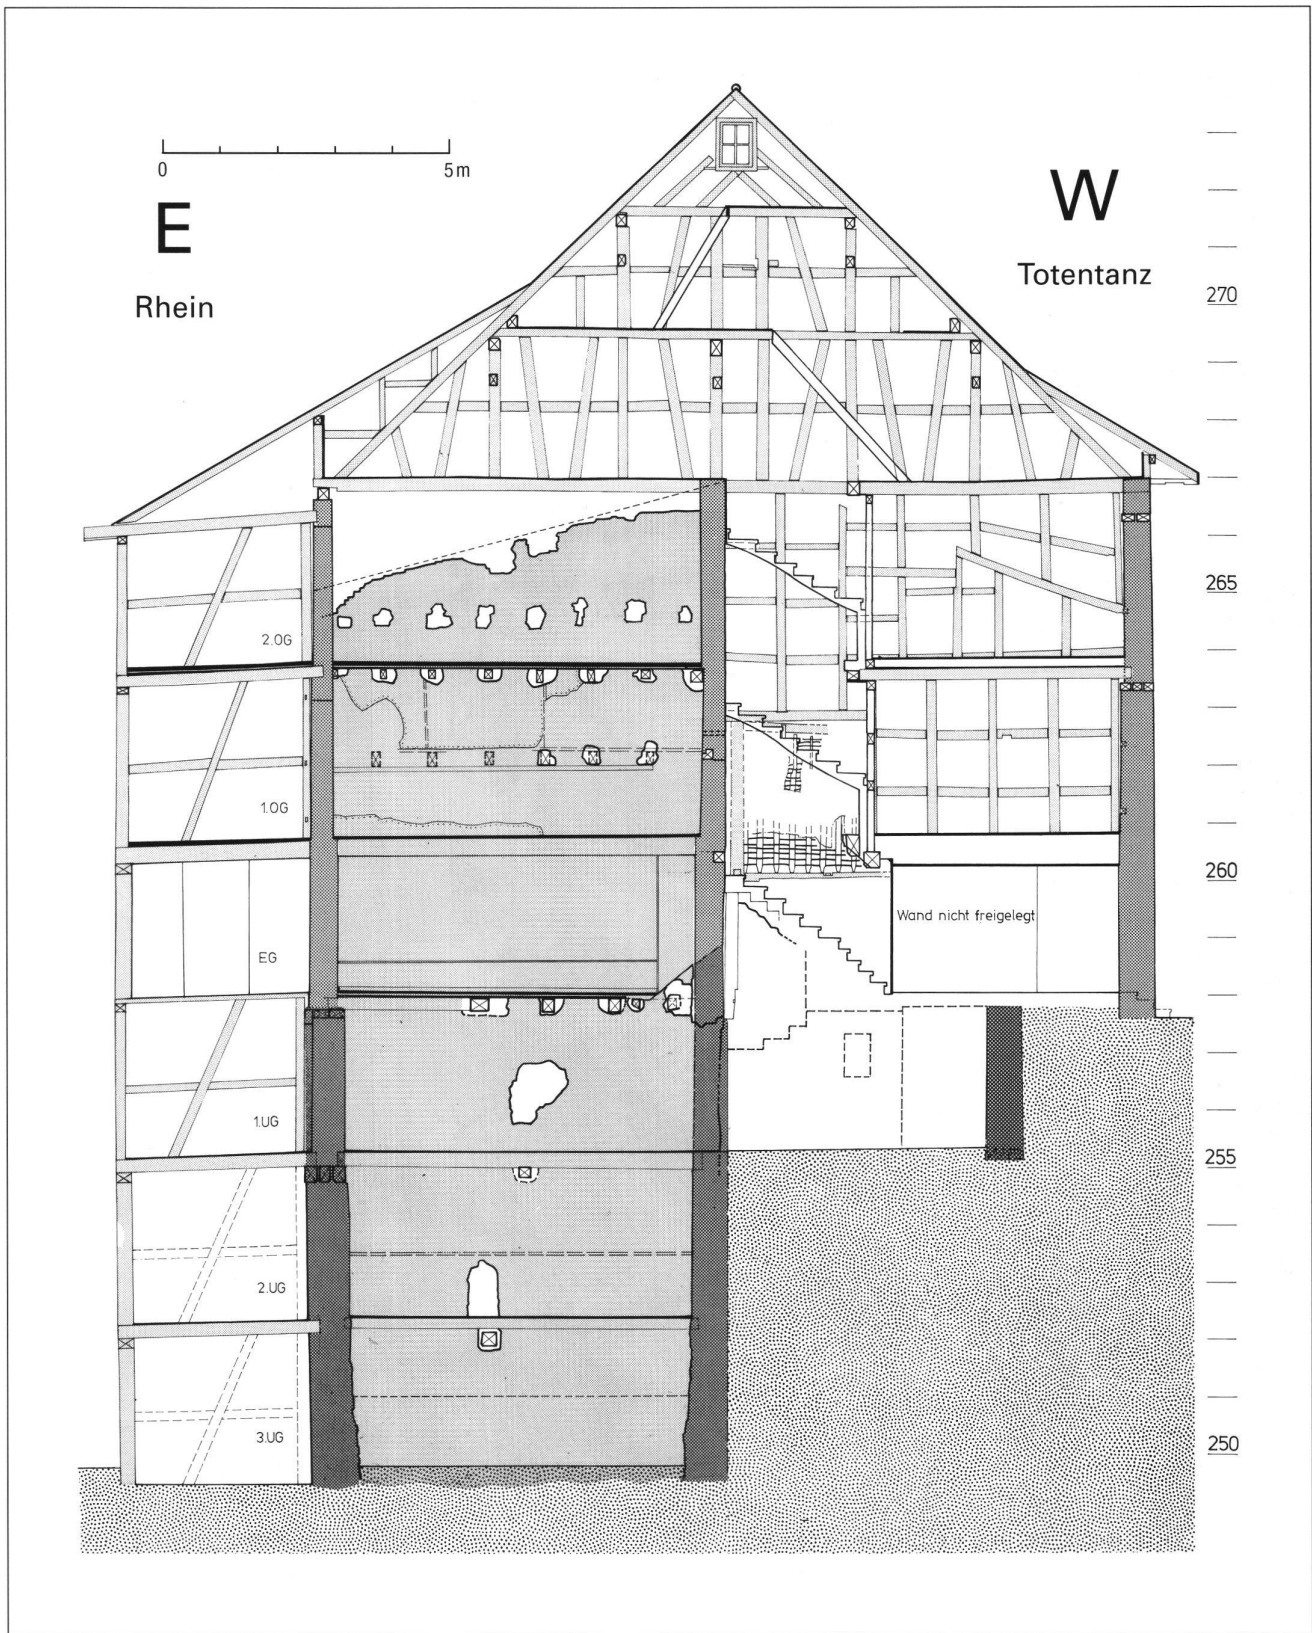 0 5m
E
W
Rhein
Totentanz
270
265
2.OG
1.OG
260
Wand nicht freigelegt
EG
1.UG
255
2.UG
3.UG
250